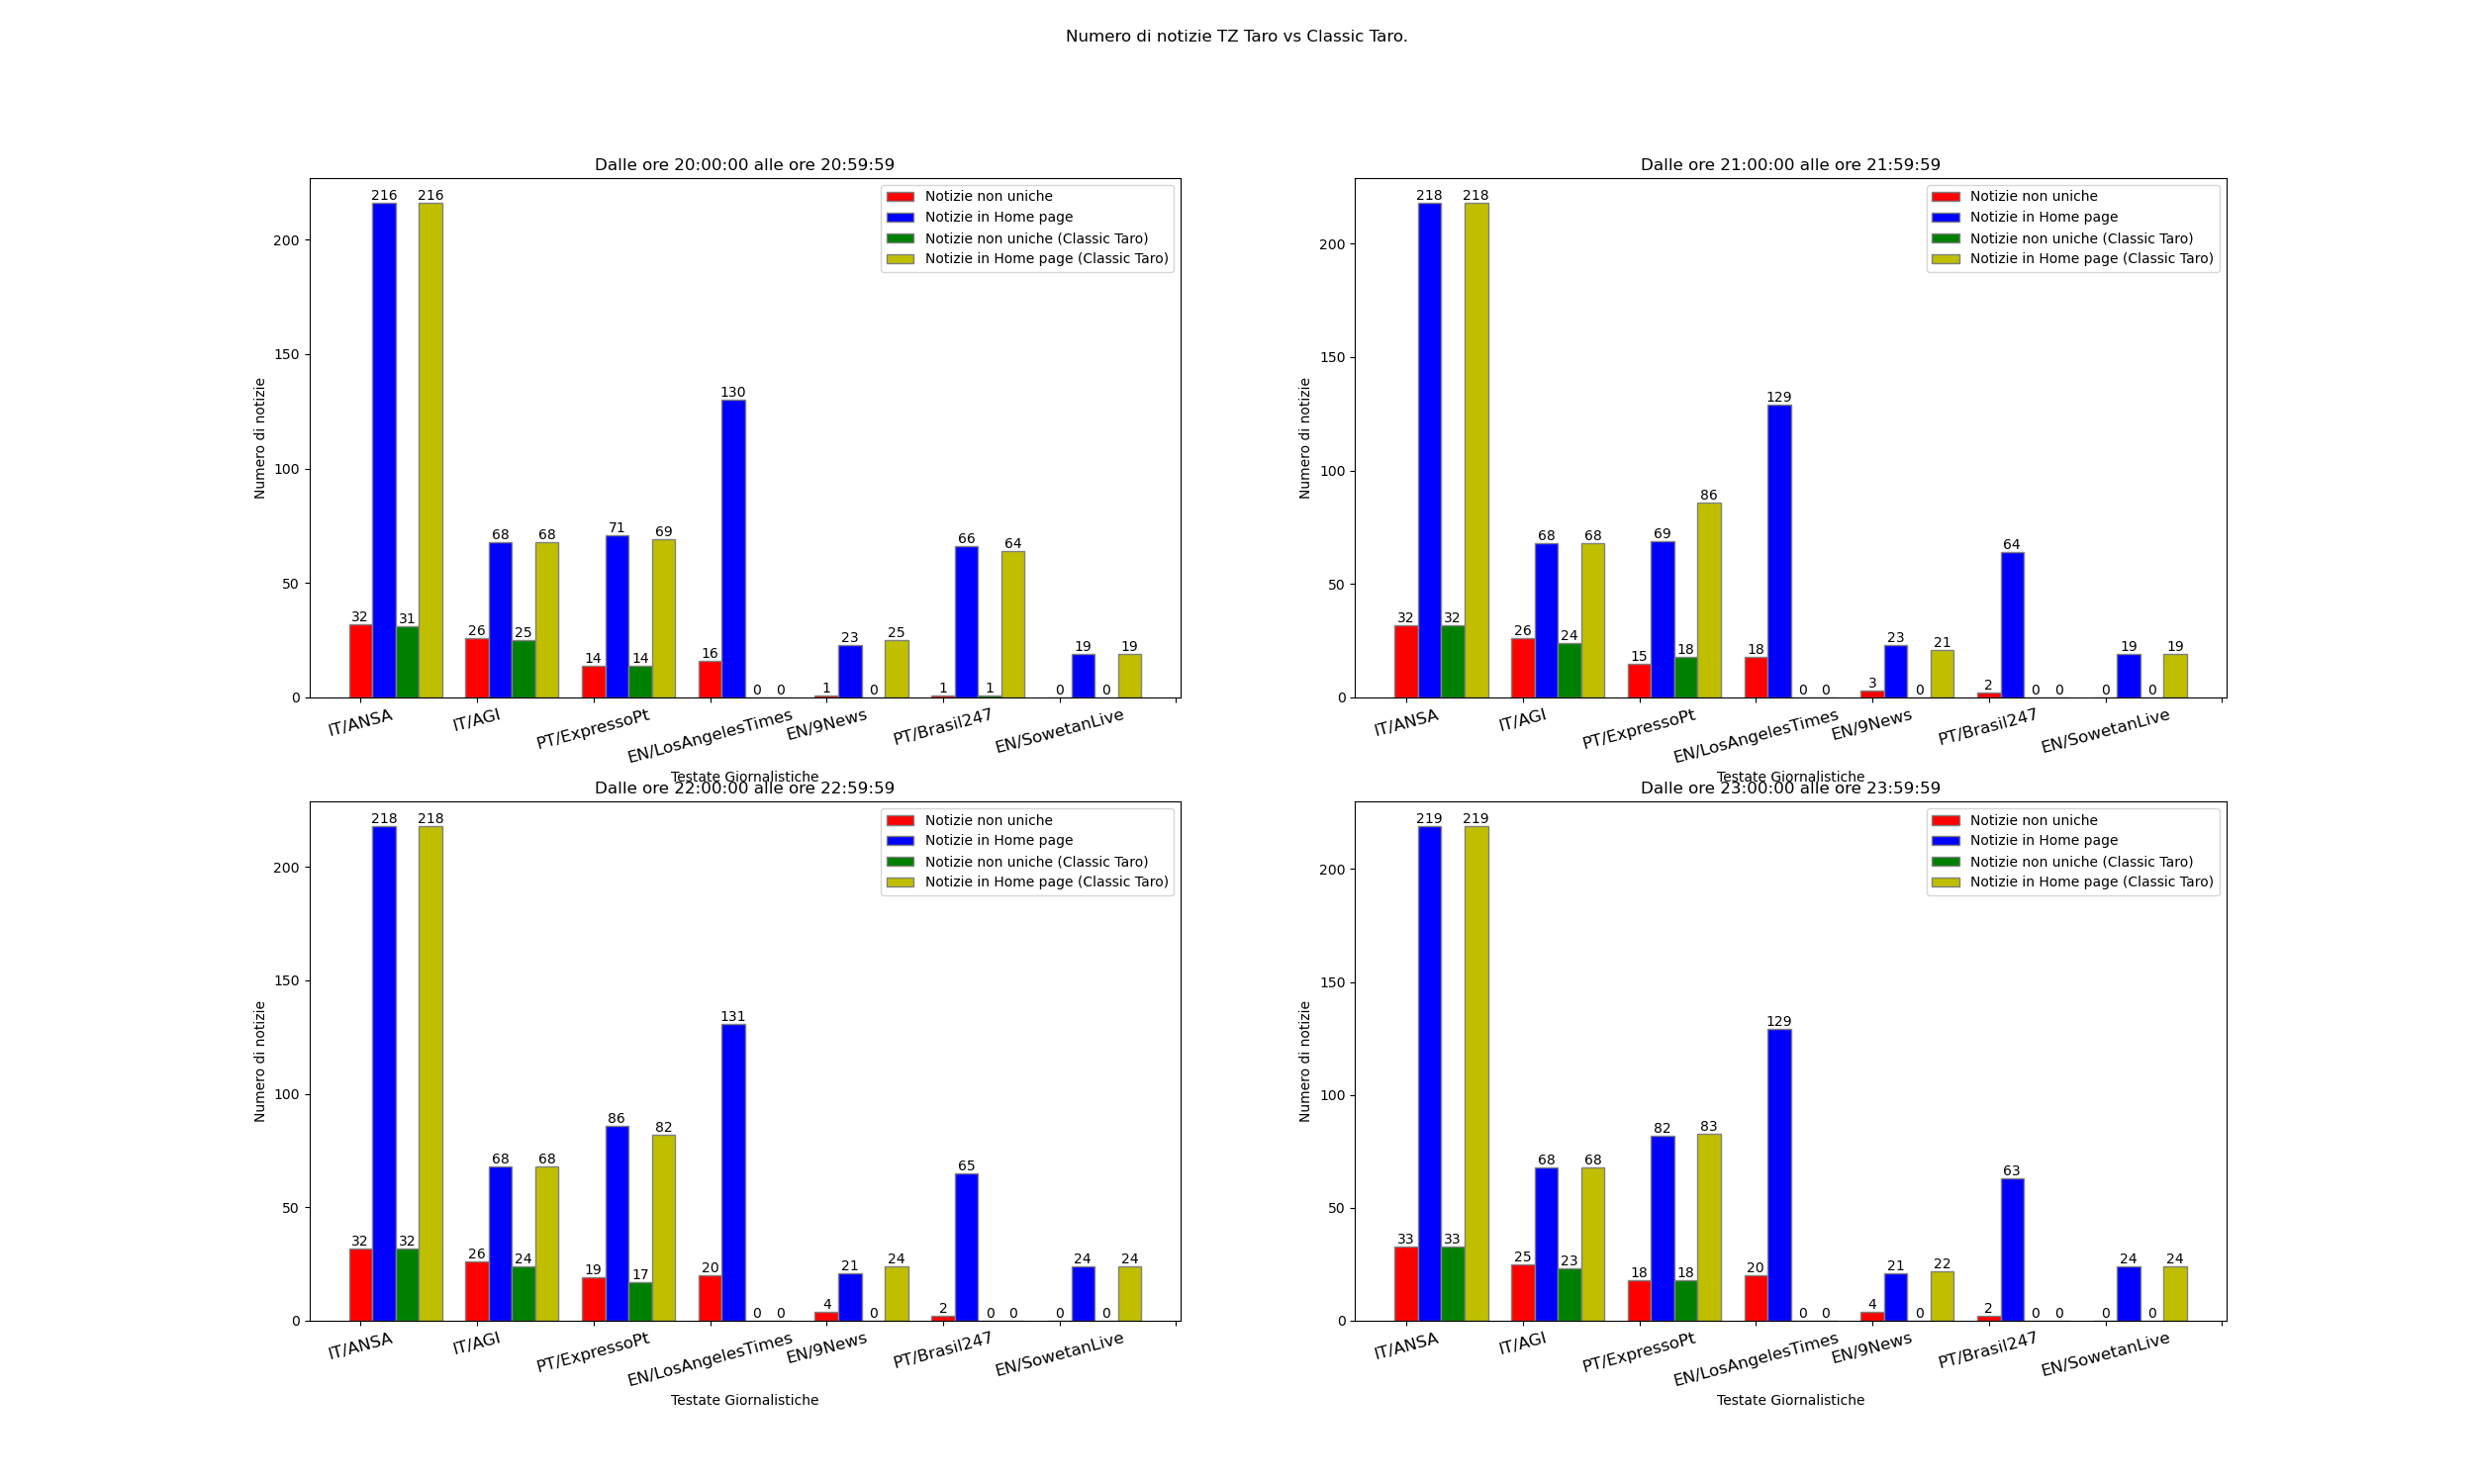 Numero di notizie TZ Taro vs Classic Taro.
Dalle ore 20:00:00 alle ore 20:59:59
Numero di notizie
200
150
100
50
0
216 216
130
71 69
68 68
66 64
32 31
26 25
14 14
16 0 0
1 23 0 25
1 1
0 19 0 19
Notizie non uniche
Notizie in Home page
Notizie non uniche (Classic Taro)
Notizie in Home page (Classic Taro)
IT/ANSA
IT/AGI
PT/ExpressoPt
EN/LosAngelesTimes
EN/9News
PT/Brasil247
EN/SowetanLive
Testate Giornalistiche
Dalle ore 21:00:00 alle ore 21:59:59
Numero di notizie
200
150
100
50
0
32 218 32 218
26 68 24 68
15 69 18 86
18 129 0 0
3 23 0 21
2 64 0 0
0 19 0 19
Notizie non uniche
Notizie in Home page
Notizie non uniche (Classic Taro)
Notizie in Home page (Classic Taro)
IT/ANSA
IT/AGI
PT/ExpressoPt
EN/LosAngelesTimes
EN/9News
PT/Brasil247
EN/SowetanLive
Testate Giornalistiche
Dalle ore 22:00:00 alle ore 22:59:59
Numero di notizie
200
150
100
50
0
32 218 32 218
26 68 24 68
19 86 17 82
20 131 0 0
4 21 0 24
2 65 0 0
0 24 0 24
Notizie non uniche
Notizie in Home page
Notizie non uniche (Classic Taro)
Notizie in Home page (Classic Taro)
IT/ANSA
IT/AGI
PT/ExpressoPt
EN/LosAngelesTimes
EN/9News
PT/Brasil247
EN/SowetanLive
Testate Giornalistiche
Dalle ore 23:00:00 alle ore 23:59:59
Numero di notizie
200
150
100
50
0
33 219 33 219
25 68 23 68
18 82 18 83
20 129 0 0
4 21 0 22
2 63 0 0
0 24 0 24
Notizie non uniche
Notizie in Home page
Notizie non uniche (Classic Taro)
Notizie in Home page (Classic Taro)
IT/ANSA
IT/AGI
PT/ExpressoPt
EN/LosAngelesTimes
EN/9News
PT/Brasil247
EN/SowetanLive
Testate Giornalistiche